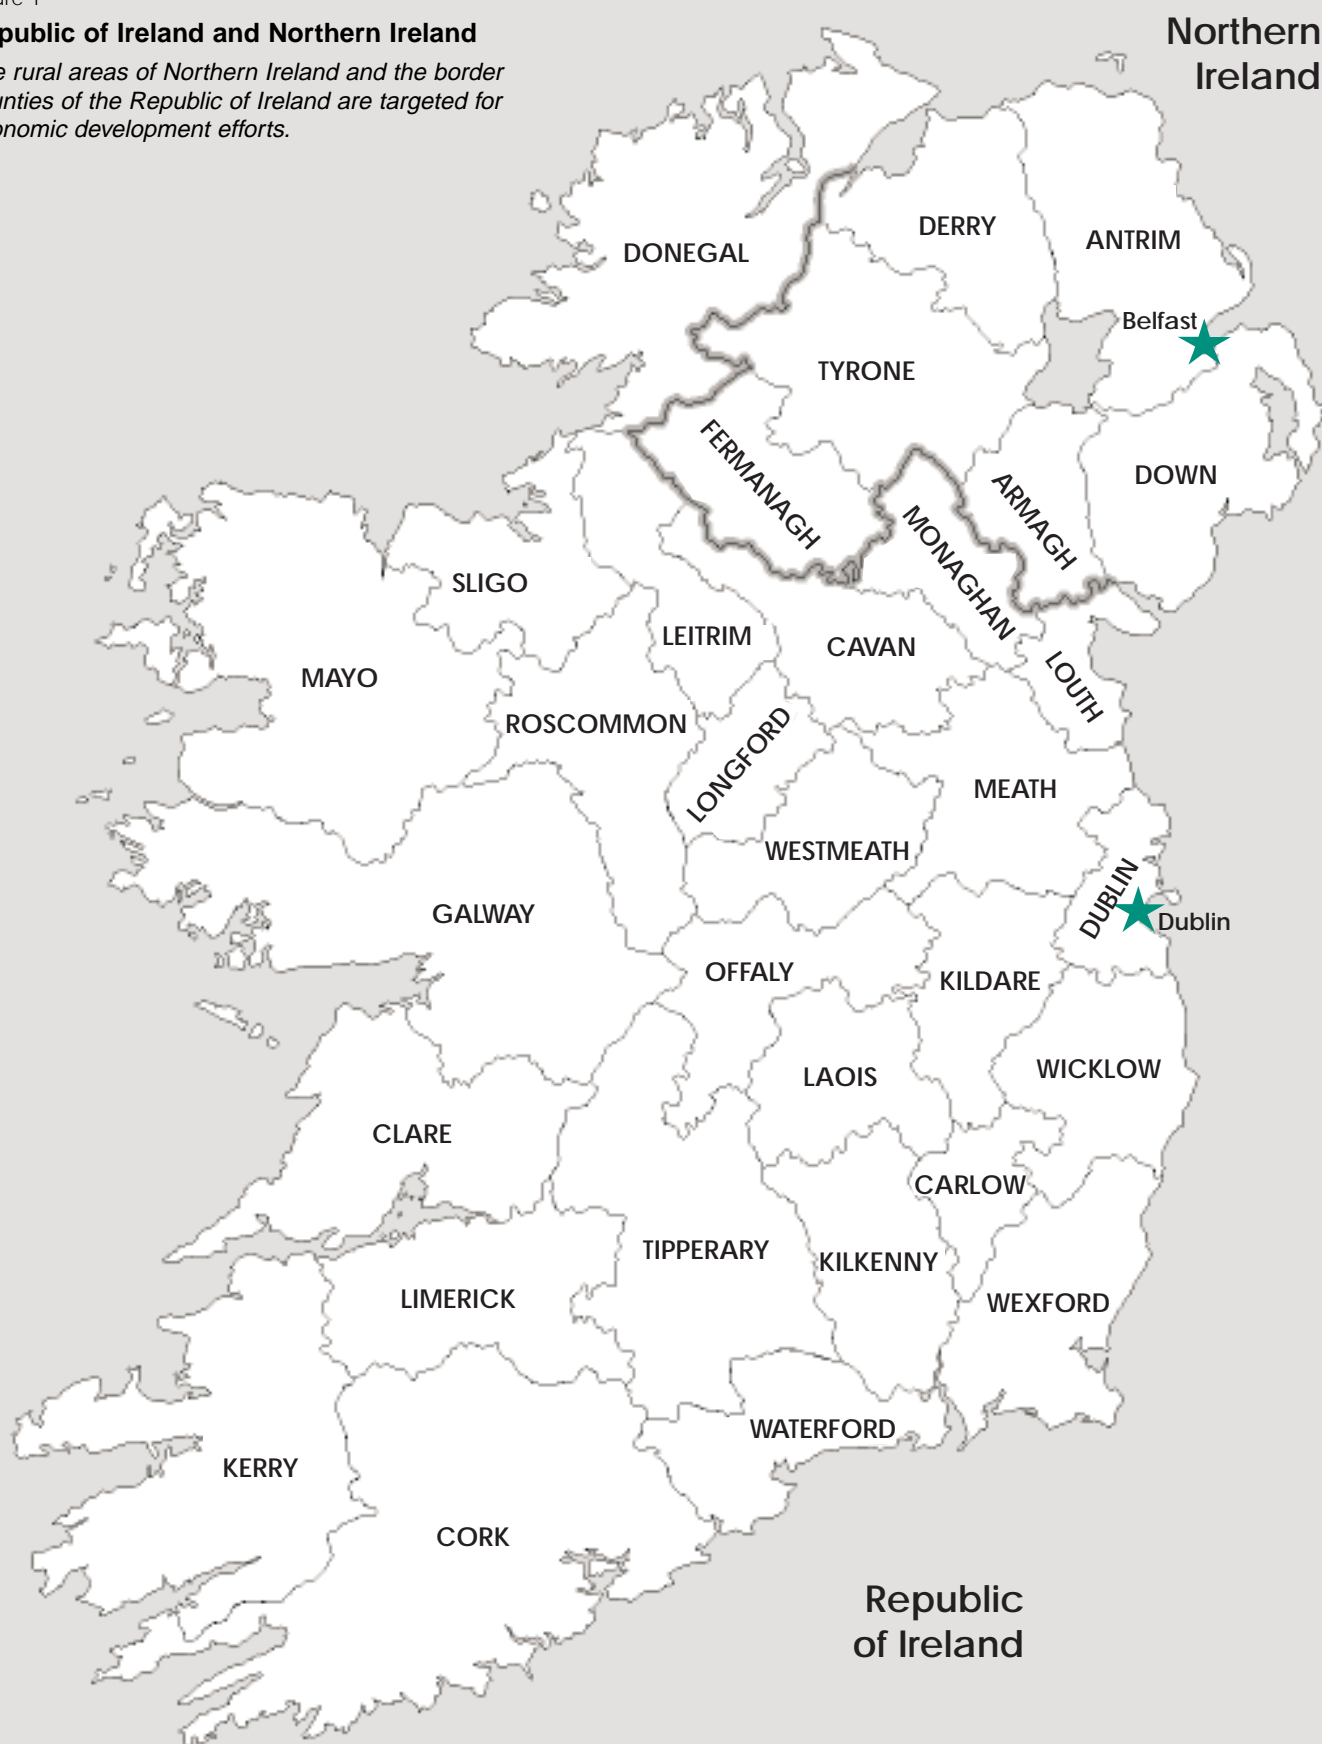 public of Ireland and Northern Ireland
rural areas of Northern Ireland and the border
of the Republic of Ireland are targeted for
development efforts.
Northern
Ireland
DERRY
ANTRIM
DONEGAL
Belfast
TYRONE
FERMANAGH
DOWN
ARMAGH
MONAGHAN
SLIGO
LEITRIM
CAVAN
MAYO
LOUTH
ROSCOMMON
LONGFORD
MEATH
WESTMEATH
DUBLIN
GALWAY
Dublin
OFFALY
KILDARE
LAOIS
WICKLOW
CLARE
CARLOW
TIPPERARY
KILKENNY
LIMERICK
WEXFORD
WATERFORD
KERRY
CORK
Republic
of Ireland